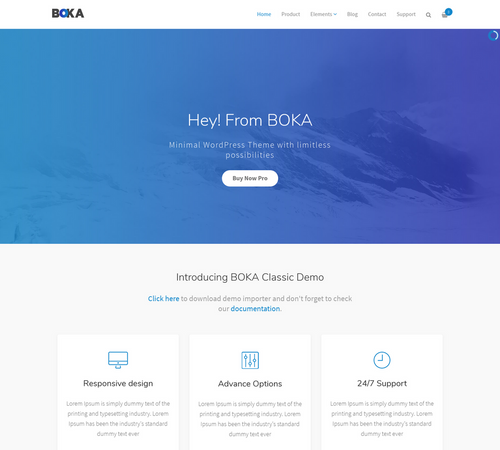 BOKA
Home Product Elements Blog Contact Support
Hey! From BOKA
Minimal WordPress Theme with limitless
possibilities
Buy Now Pro
Introducing BOKA Classic Demo
Click here to download demo importer and don't forget to check
our documentation.
Responsive design
Lorem Ipsum is simply dummy text of the
printing and typesetting industry. Lorem
Ipsum has been the industry's standard
dummy text ever
Advance Options
Lorem Ipsum is simply dummy text of the
printing and typesetting industry. Lorem
Ipsum has been the industry's standard
dummy text ever
24/7 Support
Lorem Ipsum is simply dummy text of the
printing and typesetting industry. Lorem
Ipsum has been the industry's standard
dummy text ever